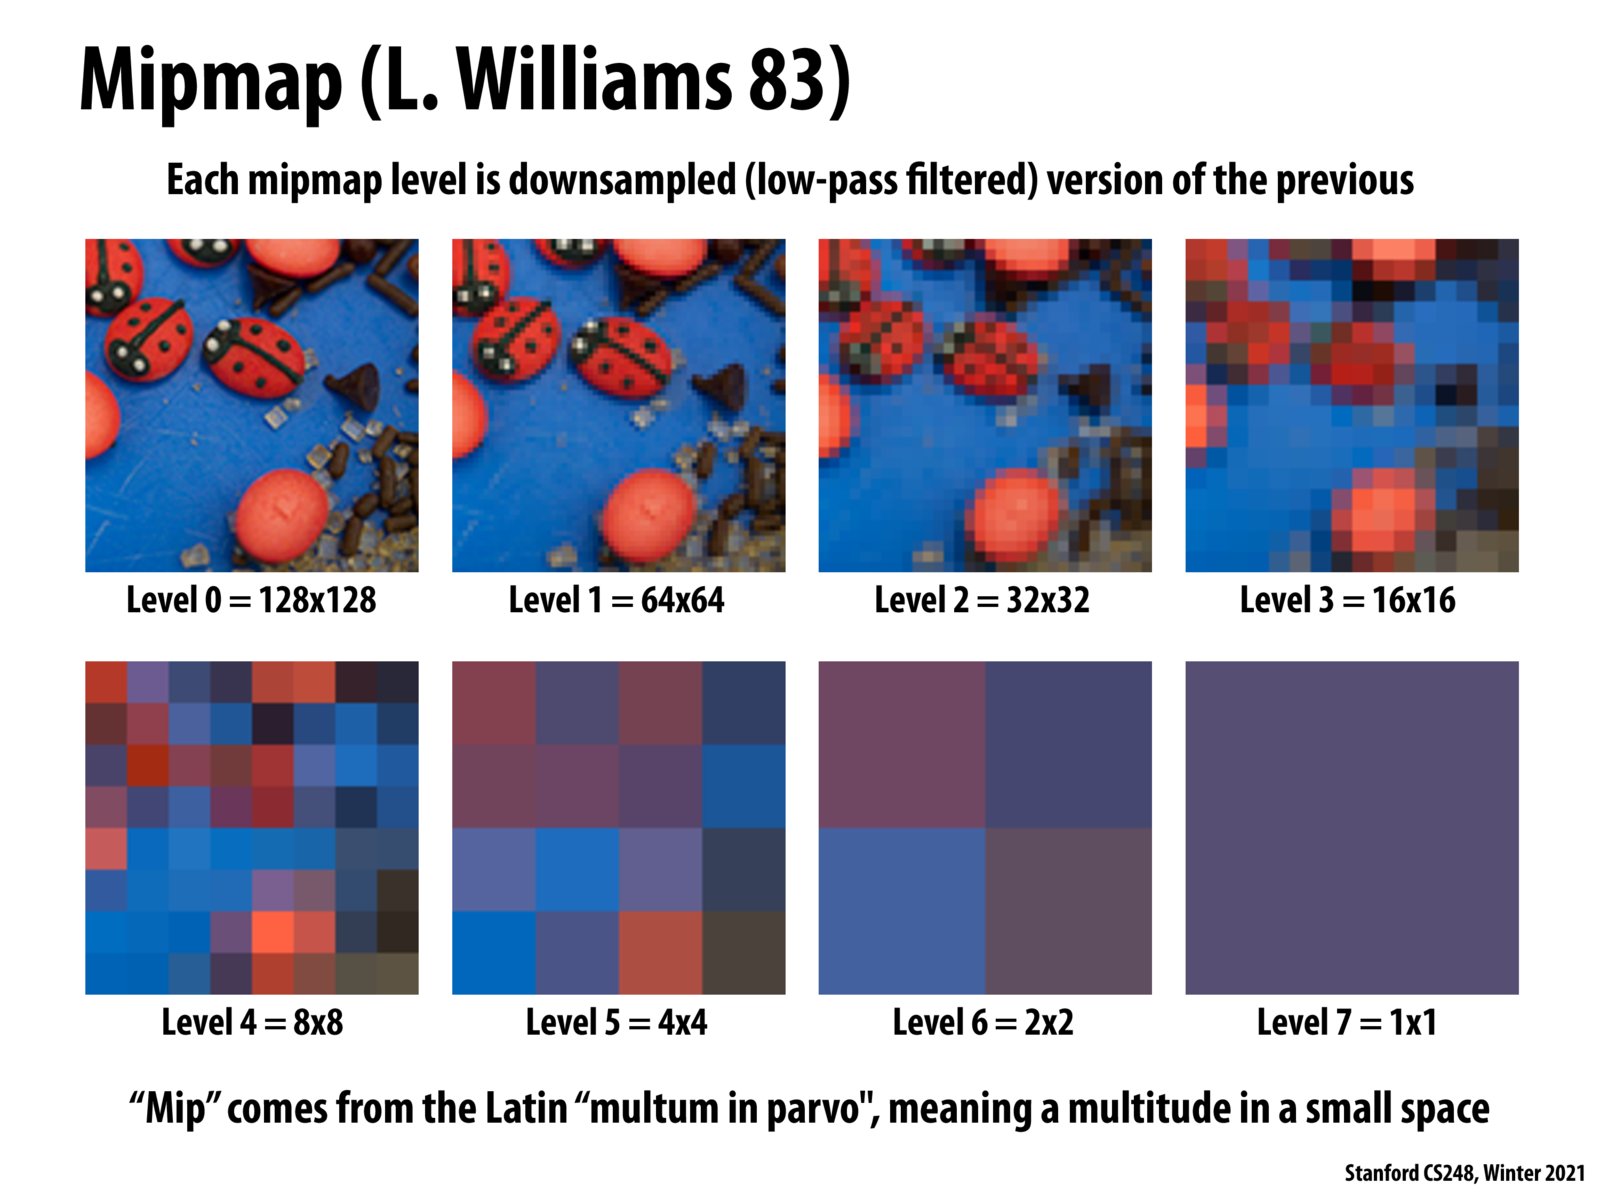 Mipmap (L. Williams 83)
Each mipmap level is downsampled (low-pass filtered) version of the previous
Level 0 = 128x128
Level 1 = 64x64
Level 2 = 32x32
Level 3 = 16x16
Level 4 = 8x8
Level 5 = 4x4
Level 6 = 2x2
Level 7 = 1x1
“Mip” comes from the Latin “multum in parvo", meaning a multitude in a small space
Stanford CS248, Winter 2021